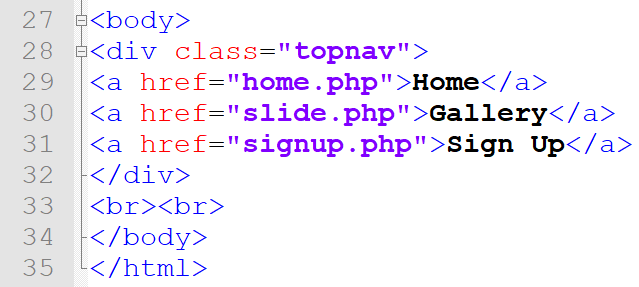 27 <body>
28 <div class="topnav">
29 <a href="home.php">Home</a>
30 <a href="slide.php">Gallery</a>
31 <a href="signup.php">Sign Up</a>
32 </div>
33 <br><br>
34 </body>
35 </html>